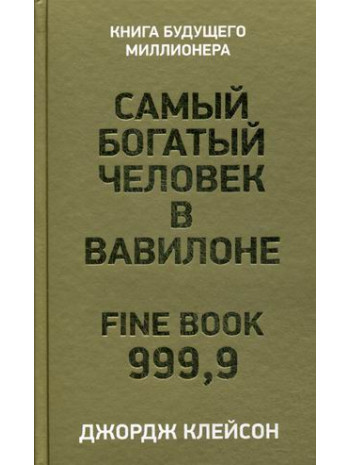 КНИГА БУДУЩЕГО
МИЛЛИОНЕРА
САМЫЙ
БОГАТЫЙ
ЧЕЛОВЕК
В
ВАВИЛОНЕ
FINE BOOK
999,9
ДЖОРДЖ КЛЕЙСОН